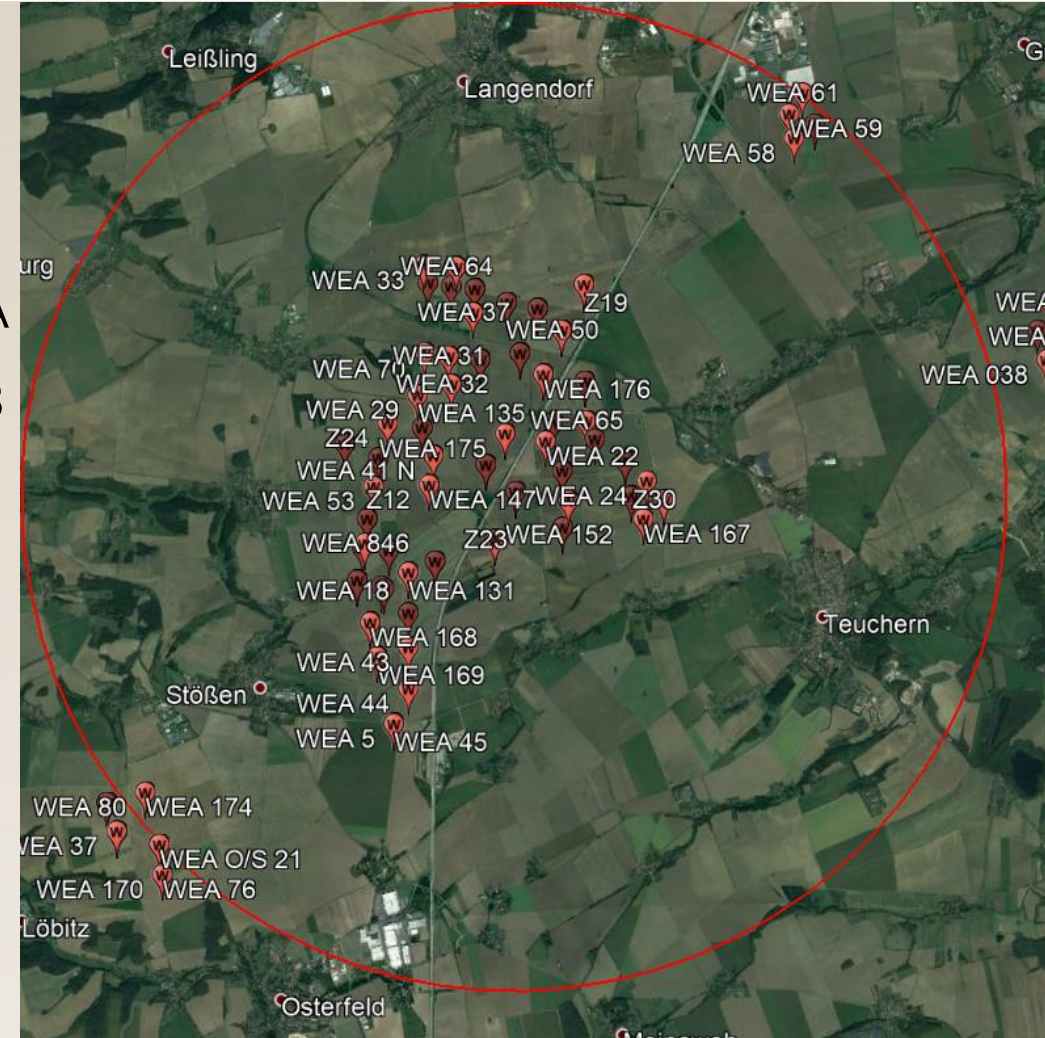 Leißling
G
Langendorf
WEA 61
WEA 59
WEA 58
urg
WEA 64
WEA 33
Z19
WEA
WEA 37
A
WEA 50
WEA
WEA 31
WEA 70
WEA 038
WEA 32
WEA 176
B
WEA 29
WEA 135
WEA 65
Z24
WEA 175
WEA 22
WEA 41 N
WEA 53
Z12
WEA 147
WEA 24
Z30
WEA 846
Z23
WEA 152
WEA 167
WEA 18
WEA 131
Teuchern
WEA 168
WEA 43
WEA 169
Stößen
WEA 44
WEA 5
WEA 45
WEA 80
WEA 174
WEA 37
WEA O/S 21
WEA 170
WEA 76
Löbitz
Osterfeld